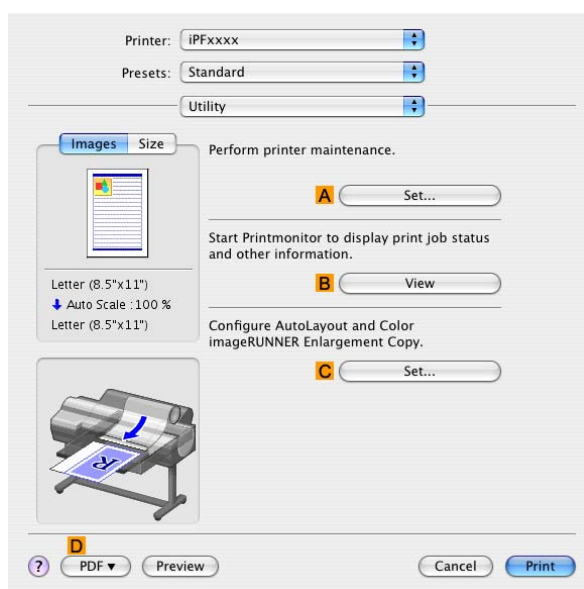 Printer: iPFxxxx
Presets: Standard
Utility
Images Size
Perform printer maintenance.
A Set...
Start Printmonitor to display print job status
and other information.
B View
Letter (8.5"x11")
Auto Scale :100 %
Letter (8.5"x11")
Configure AutoLayout and Color
imageRUNNER Enlargement Copy.
C Set...
R
D
? PDF▼ Preview Cancel Print